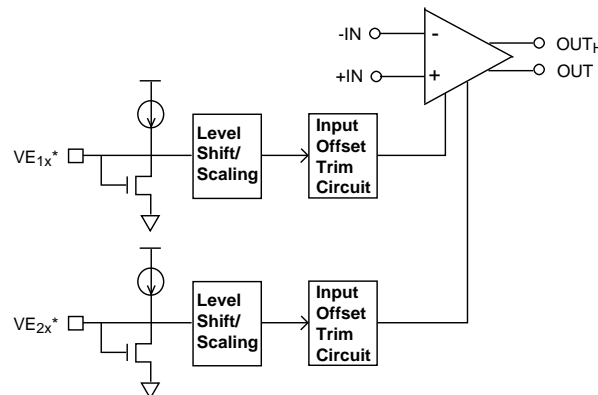 -IN
-
OUTH
+IN
+
OUT
VE1x*
Level
Shift/
Scaling
Input
Offset
Trim
Circuit
VE2x*
Level
Shift/
Scaling
Input
Offset
Trim
Circuit